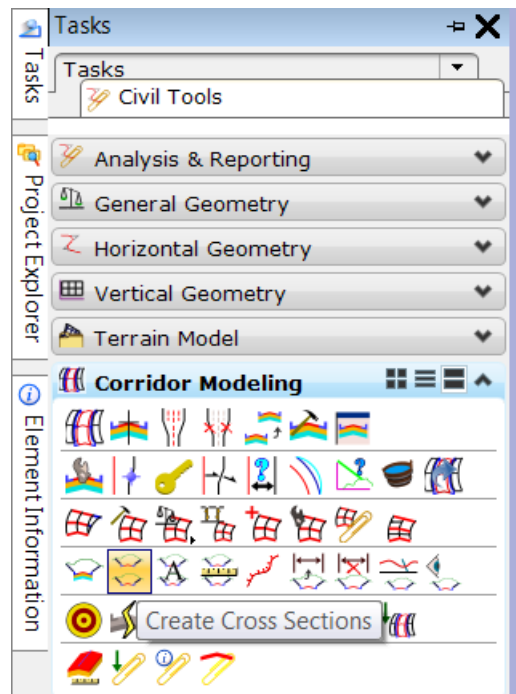 Tasks
Tasks
Civil Tools
Tasks
Project Explorer
Element Information
Analysis & Reporting
General Geometry
Horizontal Geometry
Vertical Geometry
Terrain Model
Corridor Modeling
A
Create Cross Sections